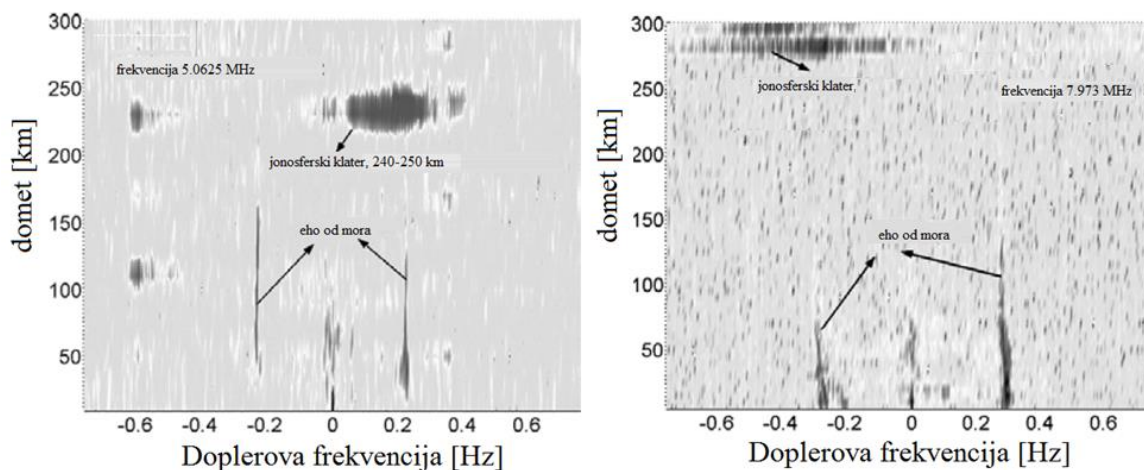 300
250
200
150
100
50
domet [km]
frekvencija 5.0625 MHz
jonosferski klater, 240-250 km
eho od mora
-0.6 -0.4 -0.2 0 0.2 0.4 0.6
Doplerova frekvencija [Hz]
300
250
200
150
100
50
domet [km]
jonosferski klater,
frekvencija 7.973 MHz
eho od mora
-0.6 -0.4 -0.2 0 0.2 0.4 0.6
Doplerova frekvencija [Hz]